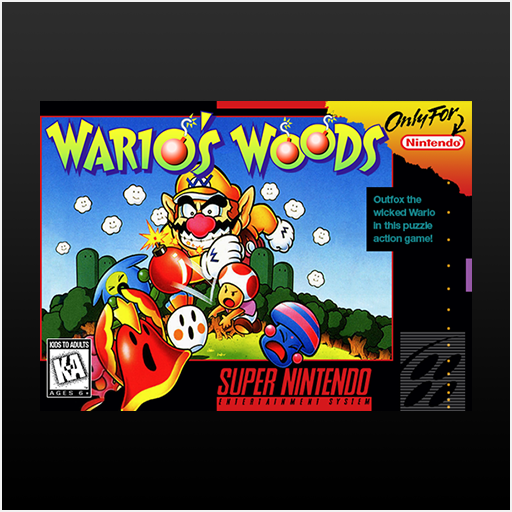 WARIO'S WOODS
Only For
Nintendo
Outfox the
wicked Wario
in this puzzle
action game!
KIDS TO ADULTS
K-A
AGES 6+
SUPER NINTENDO
ENTERTAINMENT SYSTEM